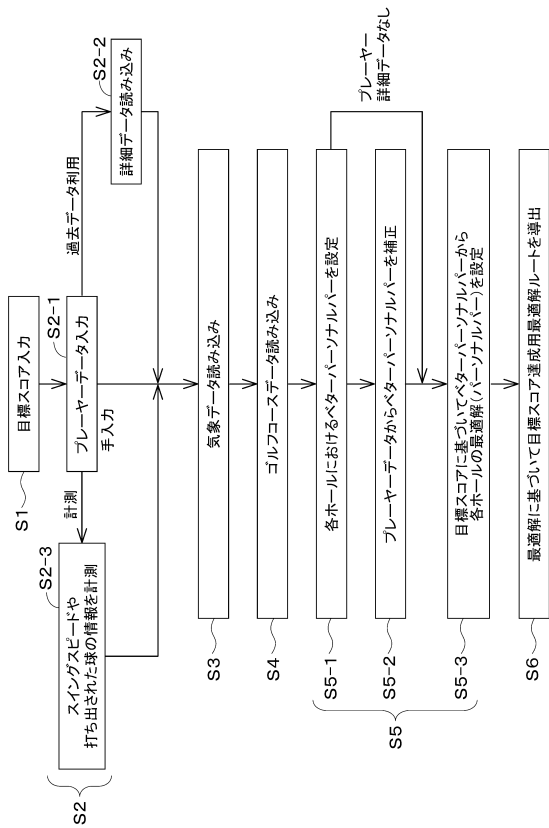 目標スコア入力
S1
プレーヤーデータ入力
S2-1
手入力
過去データ利用
詳細データ読み込み
S2-2
計測
スイングスピードや
打ち出された球の情報を計測
S2-3
S2
気象データ読み込み
S3
ゴルフコースデータ読み込み
S4
各ホールにおけるベターパーソナルパーを設定
S5-1
プレーヤー
詳細データなし
プレーヤーデータからベターパーソナルパーを補正
S5-2
目標スコアに基づいてベターパーソナルパーから
各ホールの最適解(パーソナルパー)を設定
S5-3
S5
最適解に基づいて目標スコア達成用最適解ルートを導出
S6